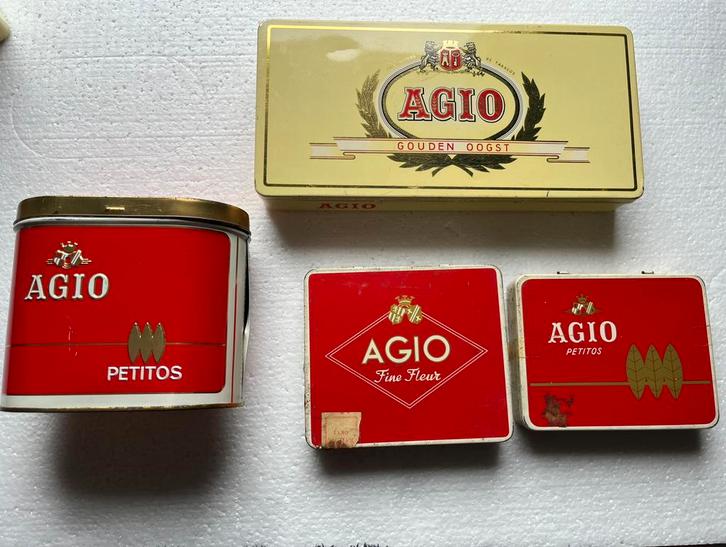 AGIO
GOUDEN OOGST
AGIO
AGIO
PETITOS
AGIO
Fine Fleur
AGIO
PETITOS